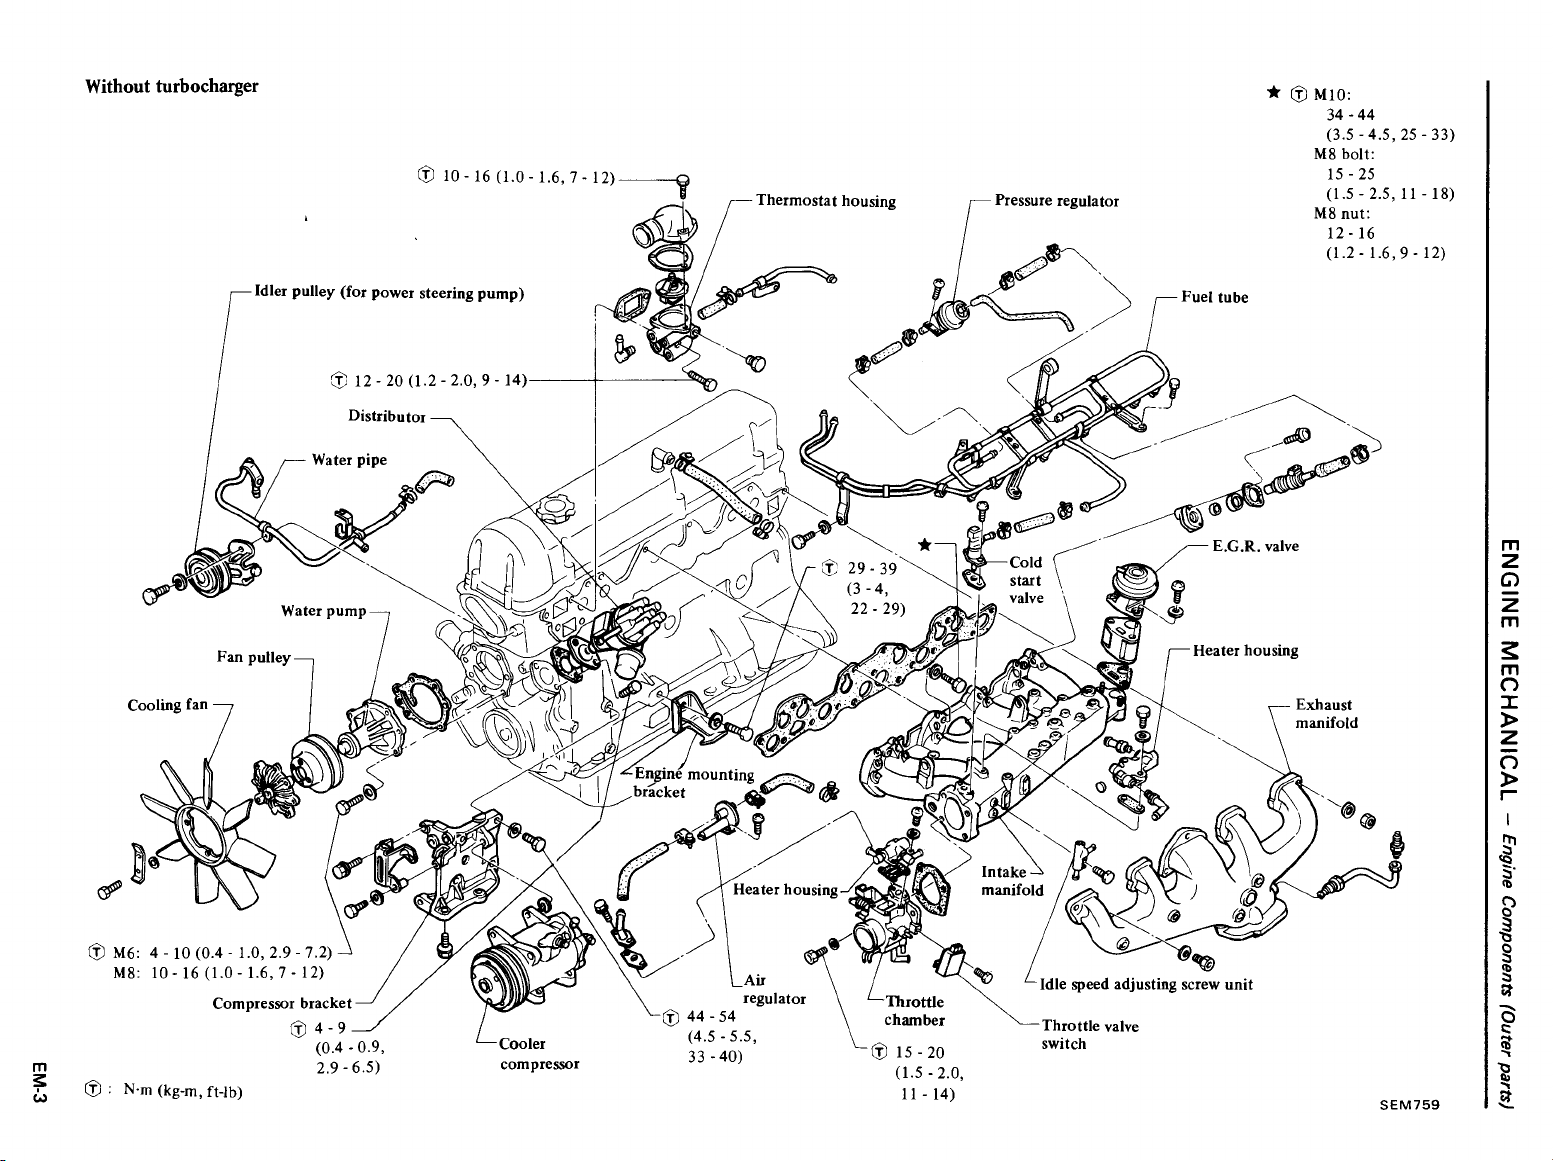 Without turbocharger
★ Ⓣ M10:
34 - 44
(3.5 - 4.5, 25 - 33)
M8 bolt:
15 - 25
(1.5 - 2.5, 11 - 18)
M8 nut:
12 - 16
(1.2 - 1.6, 9 - 12)
Ⓣ 10 - 16 (1.0 - 1.6, 7 - 12)
Thermostat housing
Pressure regulator
Idler pulley (for power steering pump)
Fuel tube
Ⓣ 12 - 20 (1.2 - 2.0, 9 - 14)
Distributor
Water pipe
★
Ⓣ 29 - 39
(3 - 4,
22 - 29)
Cold
start
valve
E.G.R. valve
Water pump
Fan pulley
Heater housing
Cooling fan
Exhaust
manifold
Engine mounting
bracket
Heater housing
Intake
manifold
Ⓣ M6: 4 - 10 (0.4 - 1.0, 2.9 - 7.2)
M8: 10 - 16 (1.0 - 1.6, 7 - 12)
Compressor bracket
Ⓣ 4 - 9
(0.4 - 0.9,
2.9 - 6.5)
Cooler
compressor
Ⓣ 44 - 54
(4.5 - 5.5,
33 - 40)
Air
regulator
Throttle
chamber
Ⓣ 15 - 20
(1.5 - 2.0,
11 - 14)
Throttle valve
switch
Idle speed adjusting screw unit
Ⓣ : N·m (kg-m, ft-lb)
SEM759
ENGINE MECHANICAL – Engine Components (Outer parts)
EM-3